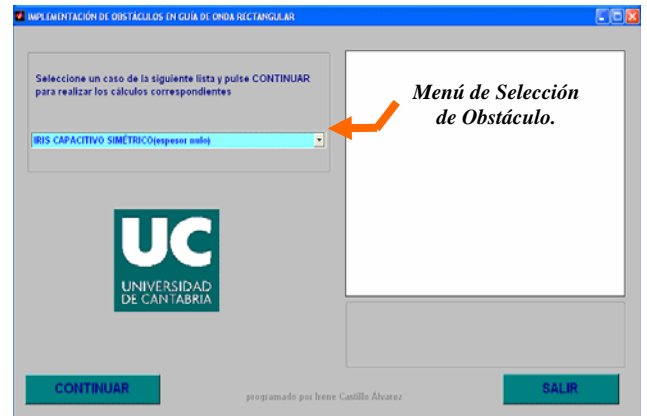 IMPLEMENTACIÓN DE OBSTÁCULOS EN GUÍA DE ONDA RECTANGULAR
Seleccione un caso de la siguiente lista y pulse CONTINUAR
para realizar los cálculos correspondientes
Menú de Selección
de Obstáculo.
IRIS CAPACITIVO SIMÉTRICO(espesor nulo)
UC
UNIVERSIDAD
DE CANTABRIA
CONTINUAR
programado por Irene Castillo Álvarez
SALIR